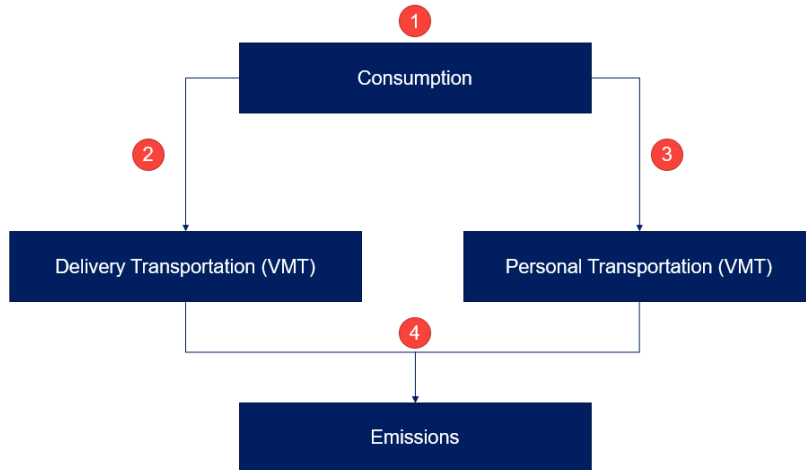 1
Consumption
2
3
Delivery Transportation (VMT)
Personal Transportation (VMT)
4
Emissions